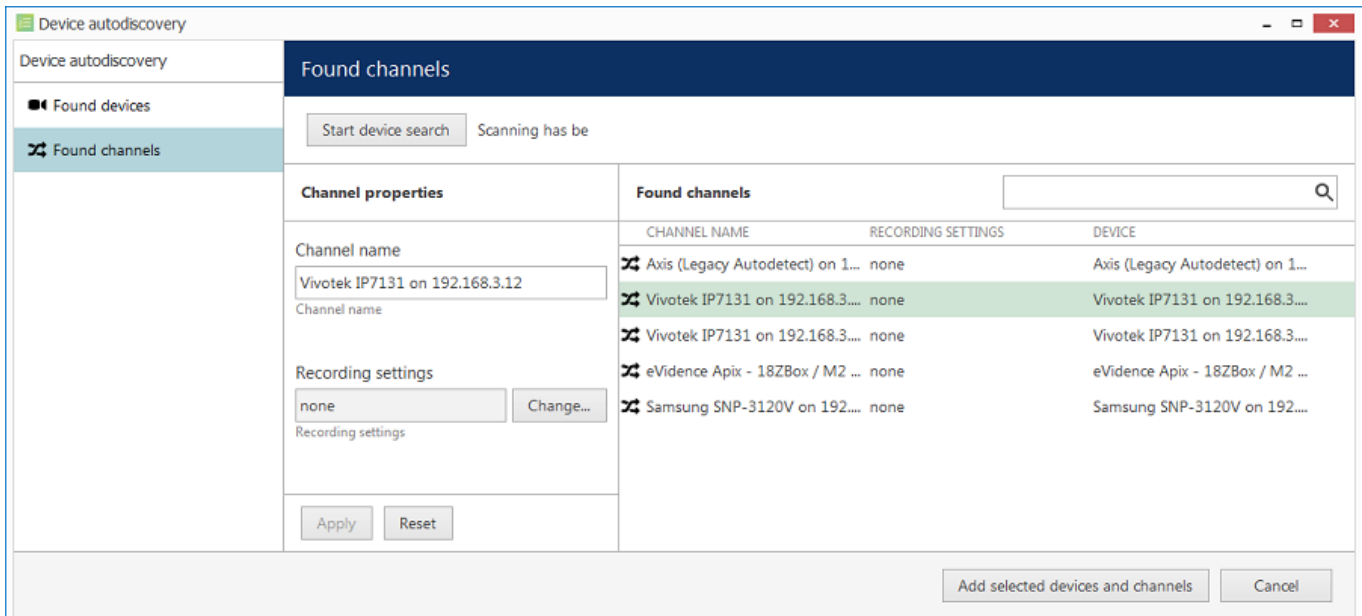 Device autodiscovery
Device autodiscovery
Found devices
Found channels
Found channels
Start device search Scanning has be
Channel properties
Channel name
Vivotek IP7131 on 192.168.3.12
Channel name
Recording settings
none Change...
Recording settings
Apply Reset
Found channels
CHANNEL NAME RECORDING SETTINGS DEVICE
Axis (Legacy Autodetect) on 1... none Axis (Legacy Autodetect) on 1...
Vivotek IP7131 on 192.168.3.... none Vivotek IP7131 on 192.168.3....
Vivotek IP7131 on 192.168.3.... none Vivotek IP7131 on 192.168.3....
eVidence Apix - 18ZBox / M2 ... none eVidence Apix - 18ZBox / M2 ...
Samsung SNP-3120V on 192.... none Samsung SNP-3120V on 192....
Add selected devices and channels Cancel